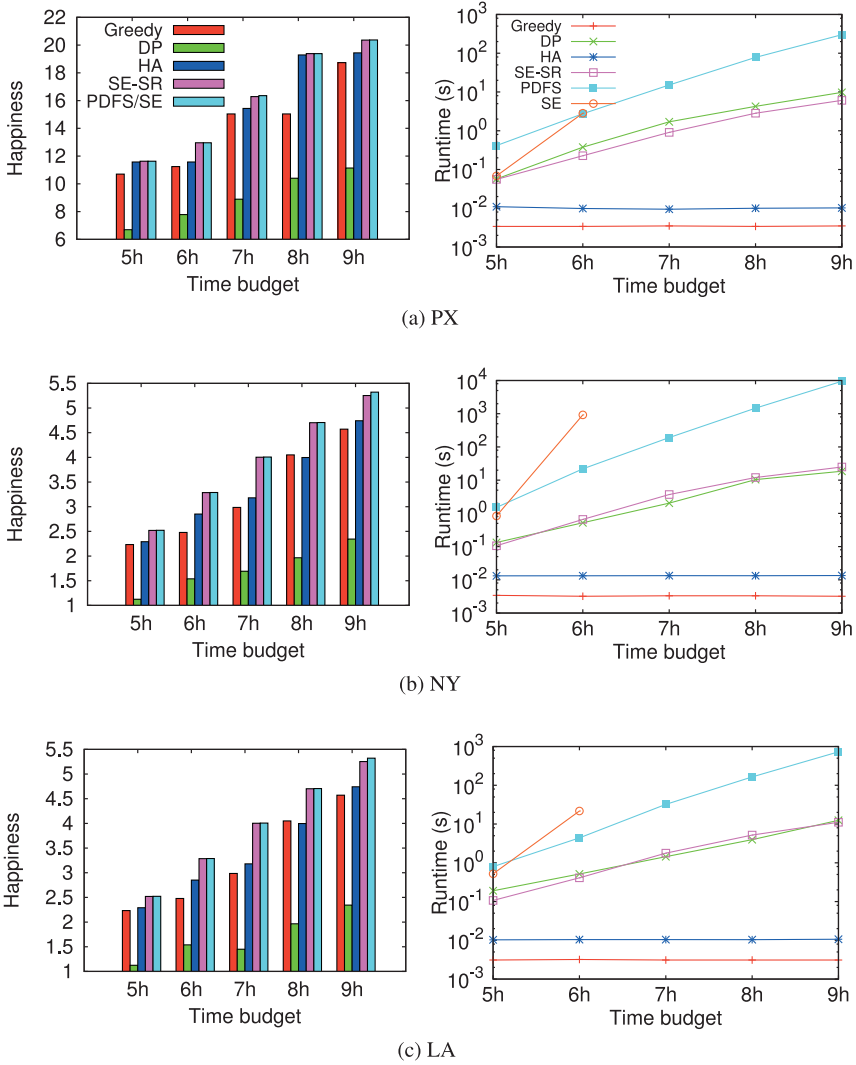 Happiness
22
20
18
16
14
12
10
8
6
Greedy
DP
HA
SE-SR
PDFS/SE
5h 6h 7h 8h 9h
Time budget
Runtime (s)
10^3
10^2
10^1
10^0
10^-1
10^-2
10^-3
Greedy
DP
HA
SE-SR
PDFS
SE
5h 6h 7h 8h 9h
Time budget
(a) PX
Happiness
5.5
5
4.5
4
3.5
3
2.5
2
1.5
1
5h 6h 7h 8h 9h
Time budget
Runtime (s)
10^4
10^3
10^2
10^1
10^0
10^-1
10^-2
10^-3
5h 6h 7h 8h 9h
Time budget
(b) NY
Happiness
5.5
5
4.5
4
3.5
3
2.5
2
1.5
1
5h 6h 7h 8h 9h
Time budget
Runtime (s)
10^3
10^2
10^1
10^0
10^-1
10^-2
10^-3
5h 6h 7h 8h 9h
Time budget
(c) LA